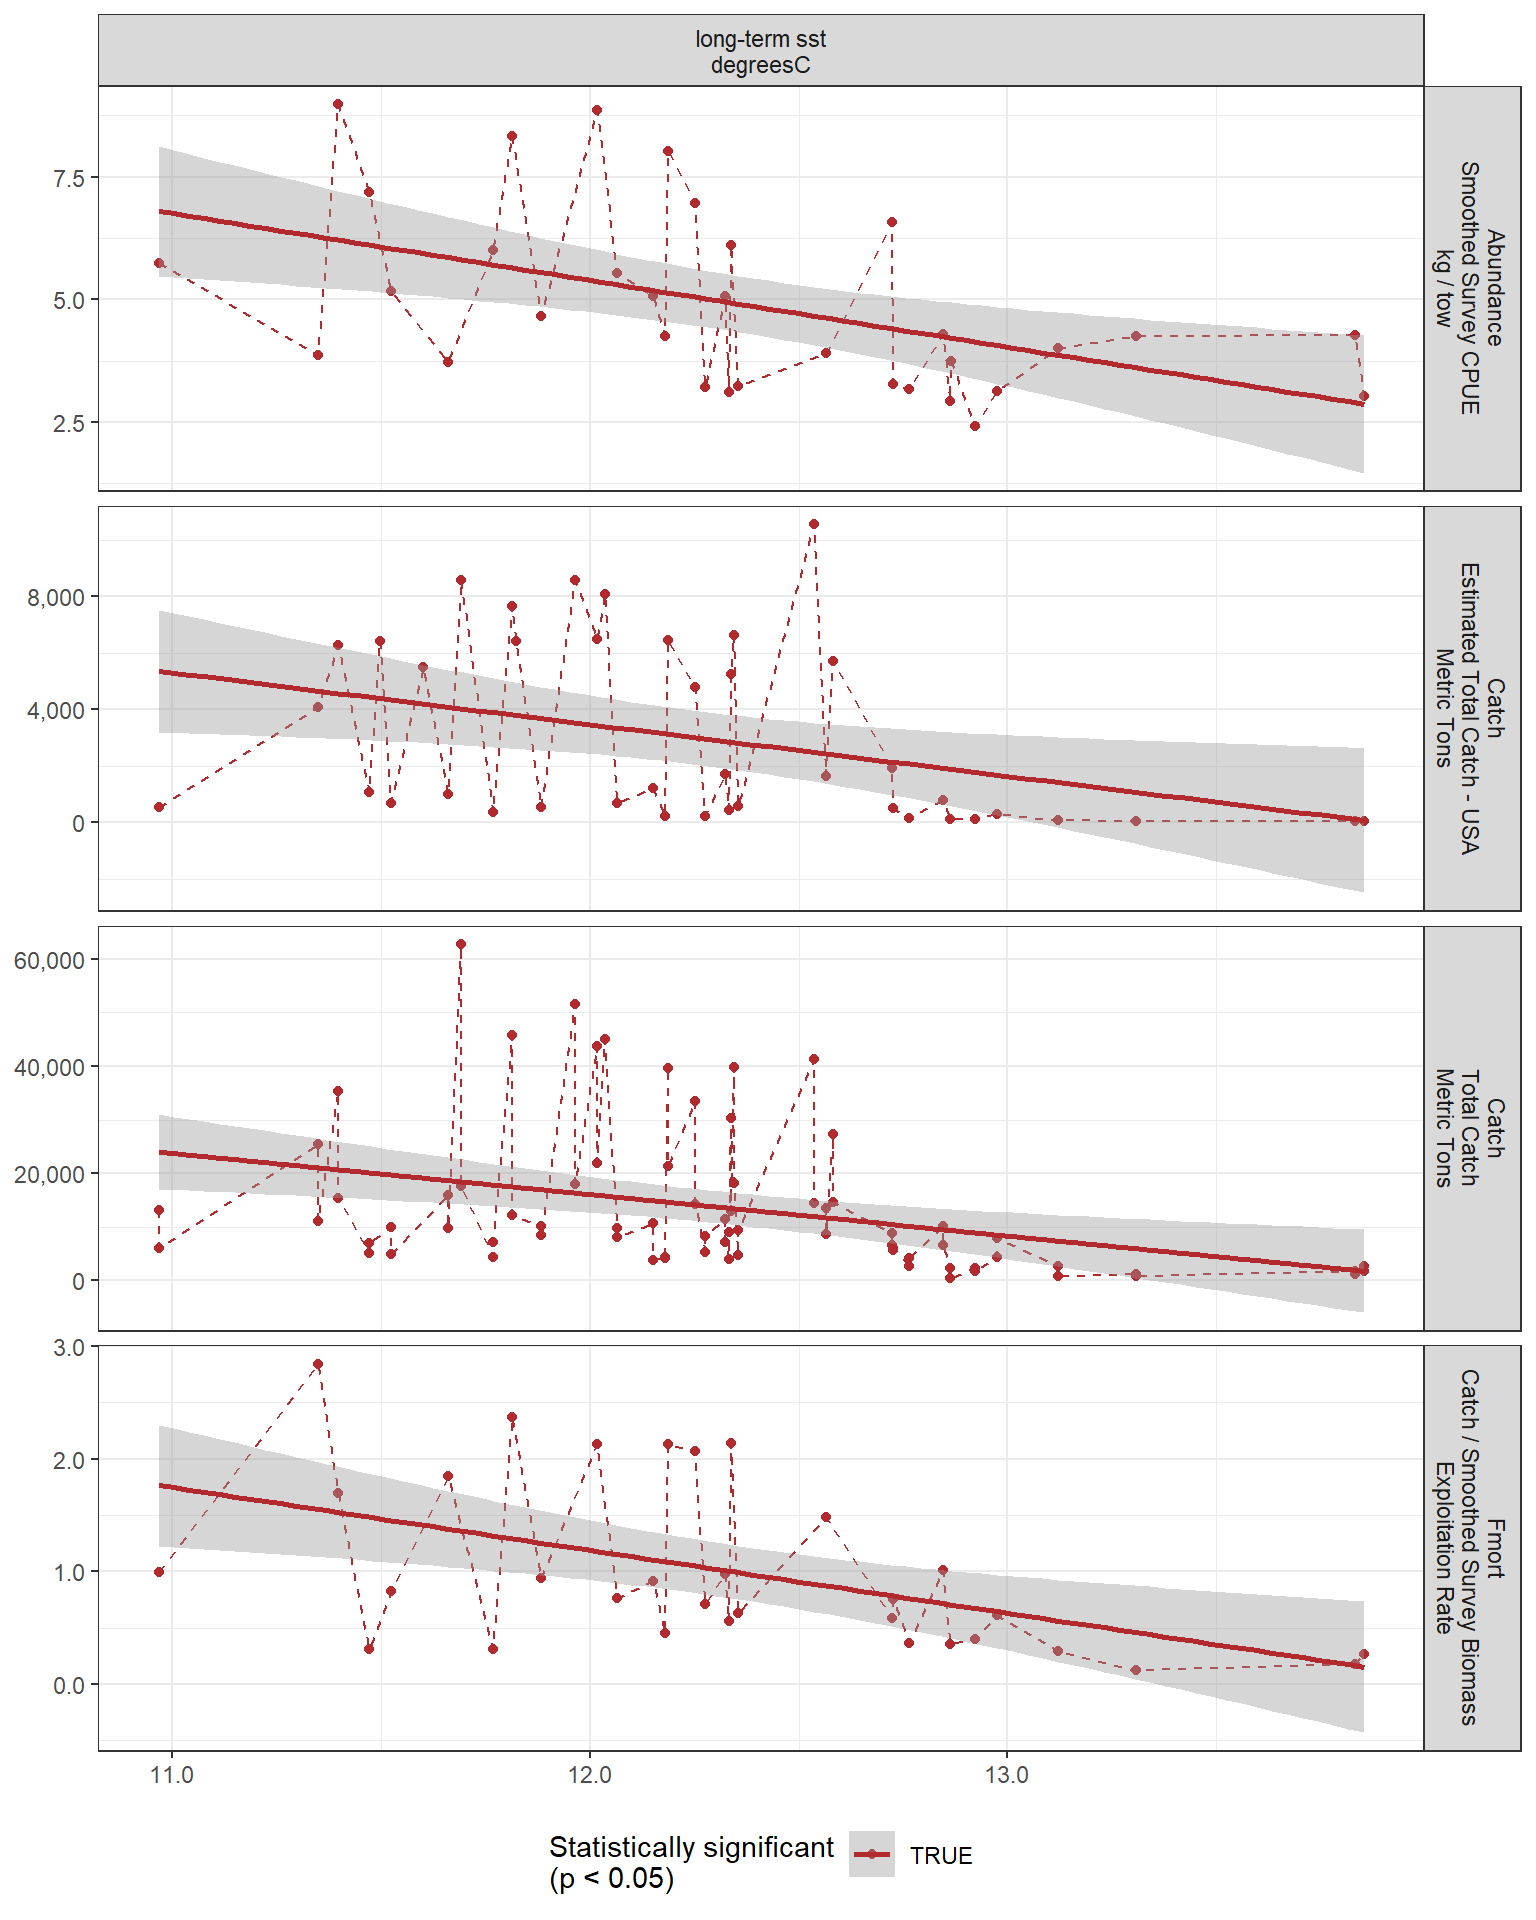 long-term sst
degreesC
7.5
5.0
2.5
Abundance
Smoothed Survey CPUE
kg / tow
8,000
4,000
0
Catch
Estimated Total Catch - USA
Metric Tons
60,000
40,000
20,000
0
Catch
Total Catch
Metric Tons
3.0
2.0
1.0
0.0
Fmort
Catch / Smoothed Survey Biomass
Exploitation Rate
11.0
12.0
13.0
Statistically significant
(p < 0.05)
TRUE